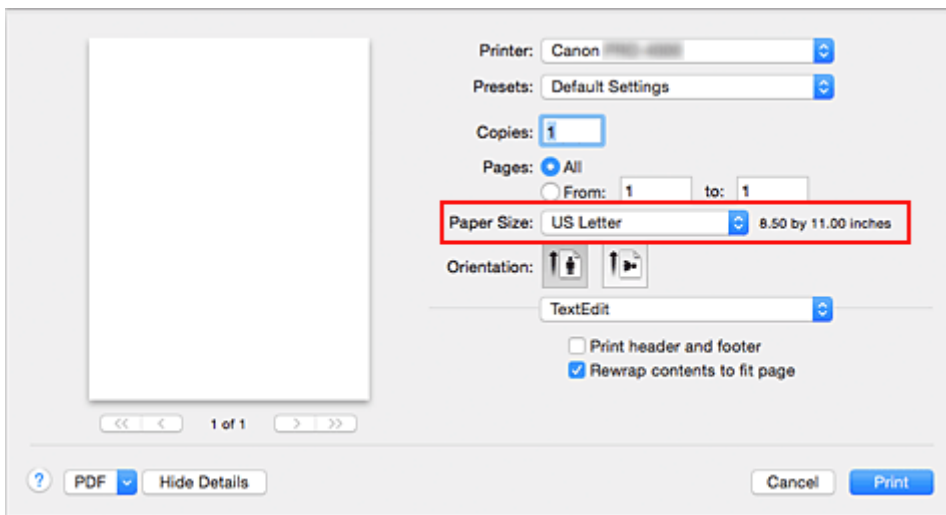 Printer: Canon
Presets: Default Settings
Copies: 1
Pages: All
From: 1 to: 1
Paper Size: US Letter 8.50 by 11.00 inches
Orientation:
TextEdit
Print header and footer
Rewrap contents to fit page
<< < 1 of 1 > >>
? PDF Hide Details Cancel Print